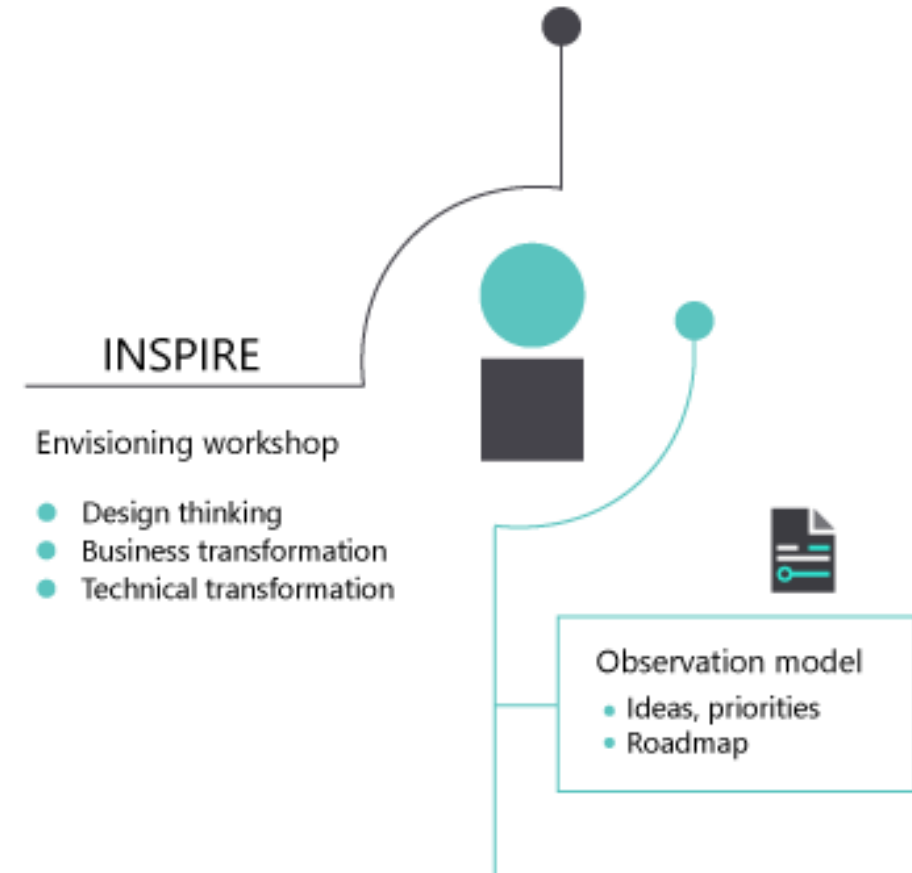 INSPIRE
Envisioning workshop
Design thinking
Business transformation
Technical transformation
Observation model
Ideas, priorities
Roadmap